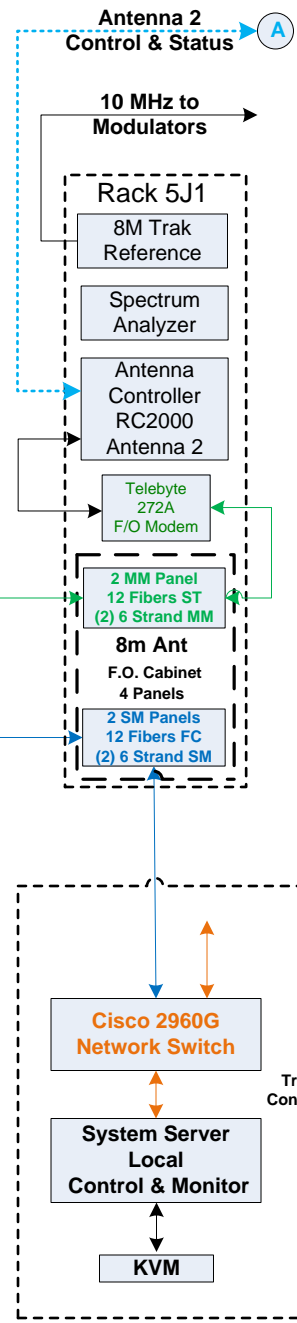 Antenna 2
Control & Status
A
10 MHz to
Modulators
Rack 5J1
8M Trak
Reference
Spectrum
Analyzer
Antenna
Controller
RC2000
Antenna 2
Telebyte
272A
F/O Modem
2 MM Panel
12 Fibers ST
(2) 6 Strand MM
8m Ant
F.O. Cabinet
4 Panels
2 SM Panels
12 Fibers FC
(2) 6 Strand SM
Cisco 2960G
Network Switch
Tr
Con
System Server
Local
Control & Monitor
KVM